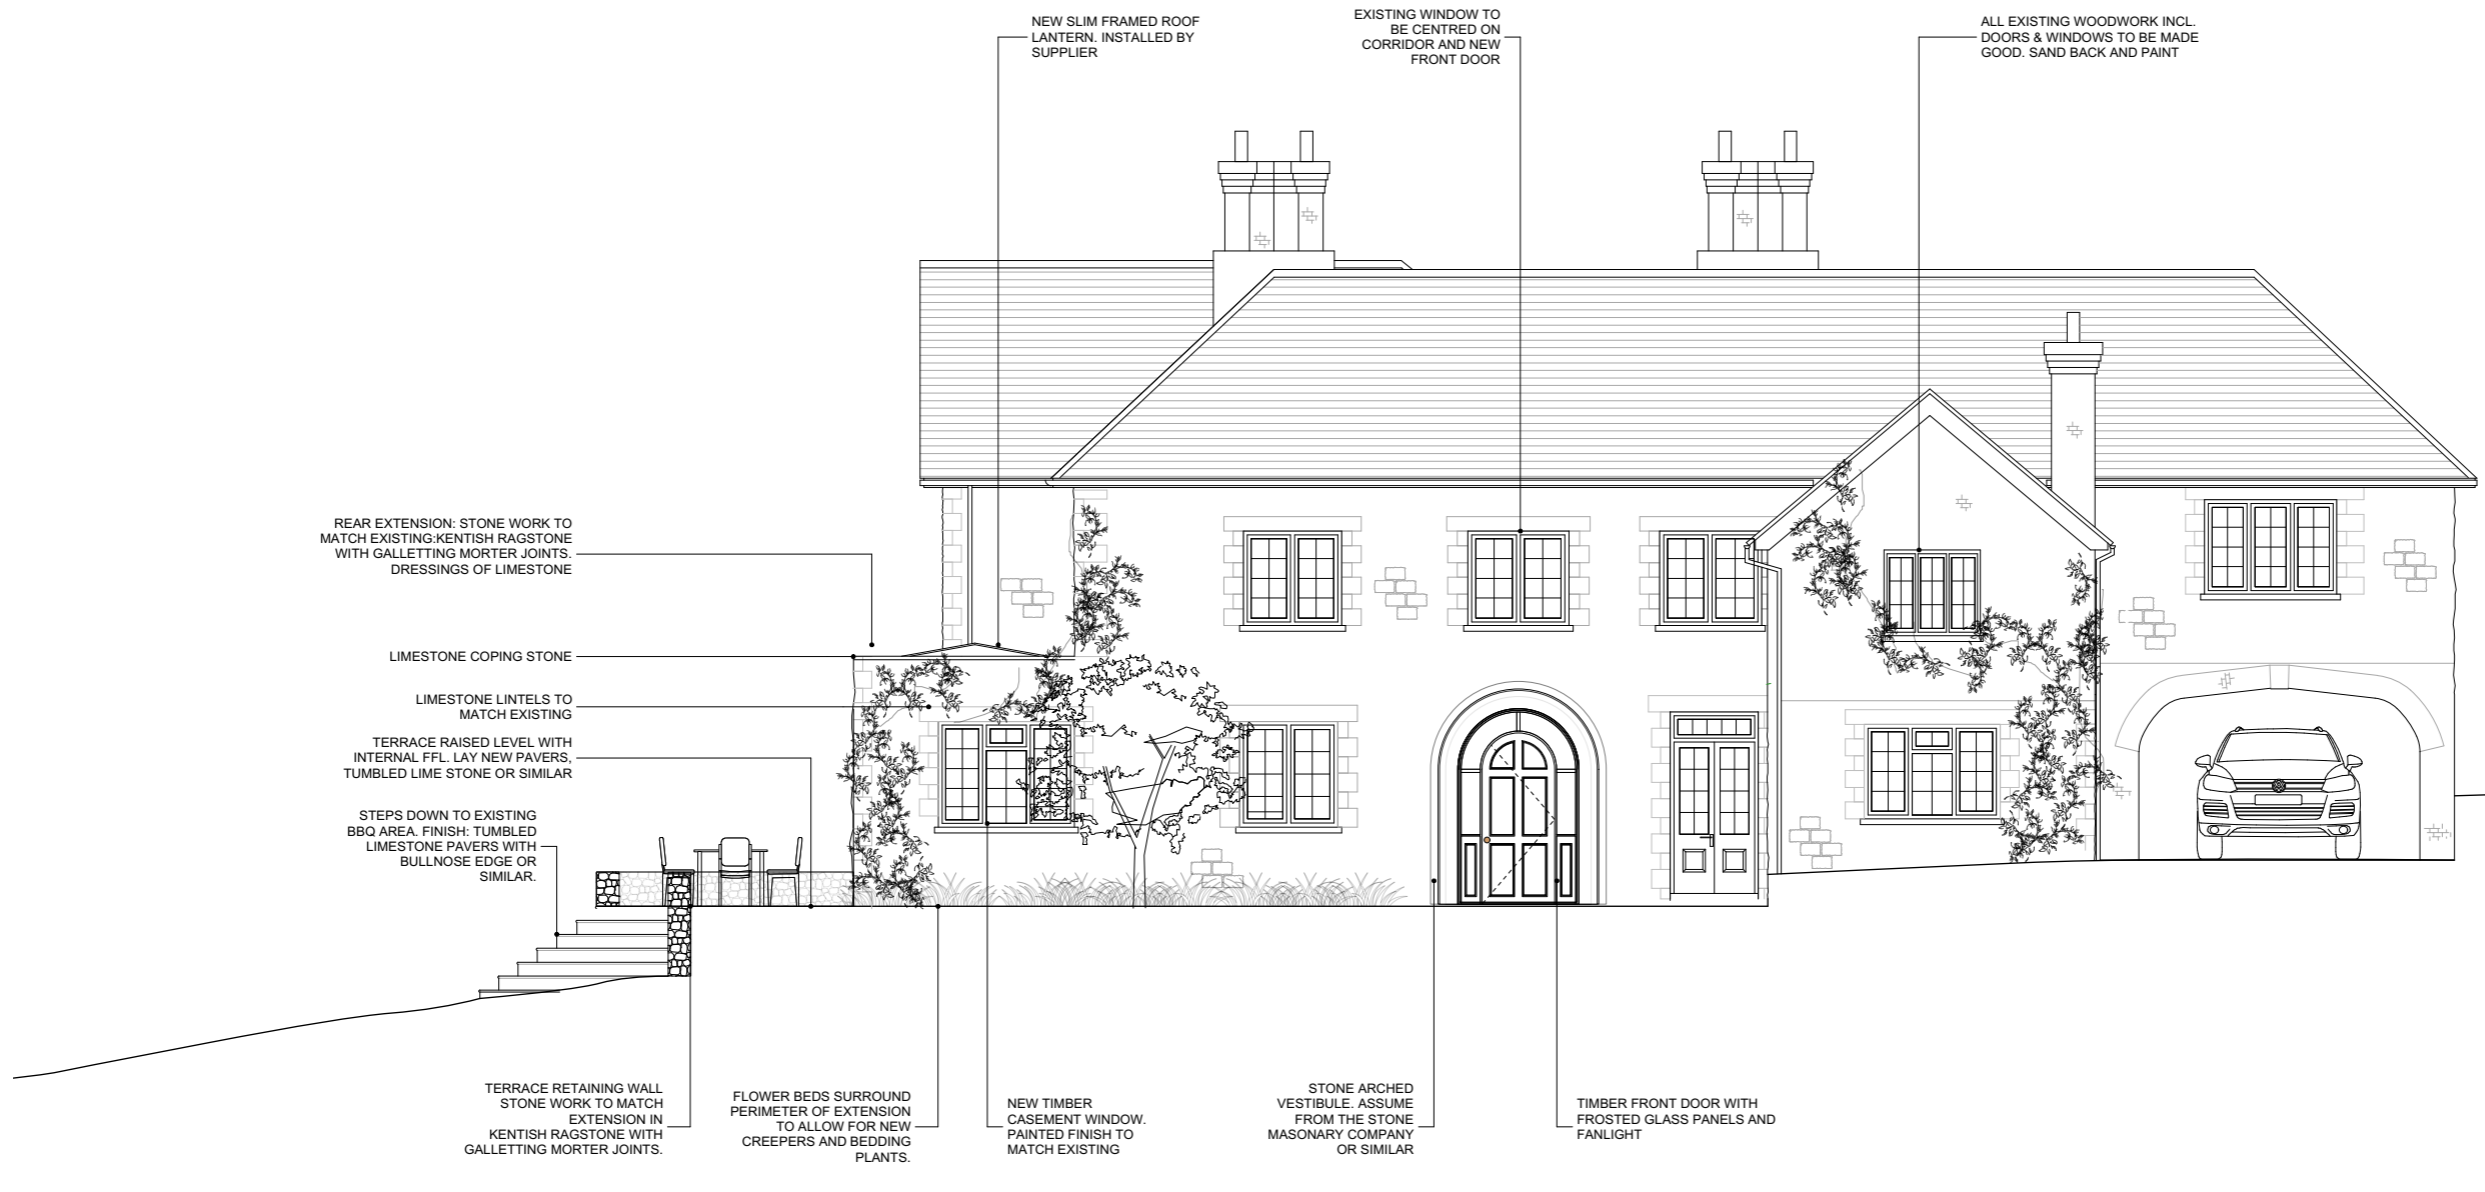 NEW SLIM FRAMED ROOF
LANTERN. INSTALLED BY
SUPPLIER
EXISTING WINDOW TO
BE CENTRED ON
CORRIDOR AND NEW
FRONT DOOR
ALL EXISTING WOODWORK INCL.
DOORS & WINDOWS TO BE MADE
GOOD. SAND BACK AND PAINT
REAR EXTENSION: STONE WORK TO
MATCH EXISTING:KENTISH RAGSTONE
WITH GALLETTING MORTER JOINTS.
DRESSINGS OF LIMESTONE
LIMESTONE COPING STONE
LIMESTONE LINTELS TO
MATCH EXISTING
TERRACE RAISED LEVEL WITH
INTERNAL FFL. LAY NEW PAVERS,
TUMBLED LIME STONE OR SIMILAR
STEPS DOWN TO EXISTING
BBQ AREA. FINISH: TUMBLED
LIMESTONE PAVERS WITH
BULLNOSE EDGE OR
SIMILAR.
TERRACE RETAINING WALL
STONE WORK TO MATCH
EXTENSION IN
KENTISH RAGSTONE WITH
GALLETTING MORTER JOINTS.
FLOWER BEDS SURROUND
PERIMETER OF EXTENSION
TO ALLOW FOR NEW
CREEPERS AND BEDDING
PLANTS.
NEW TIMBER
CASEMENT WINDOW.
PAINTED FINISH TO
MATCH EXISTING
STONE ARCHED
VESTIBULE. ASSUME
FROM THE STONE
MASONARY COMPANY
OR SIMILAR
TIMBER FRONT DOOR WITH
FROSTED GLASS PANELS AND
FANLIGHT